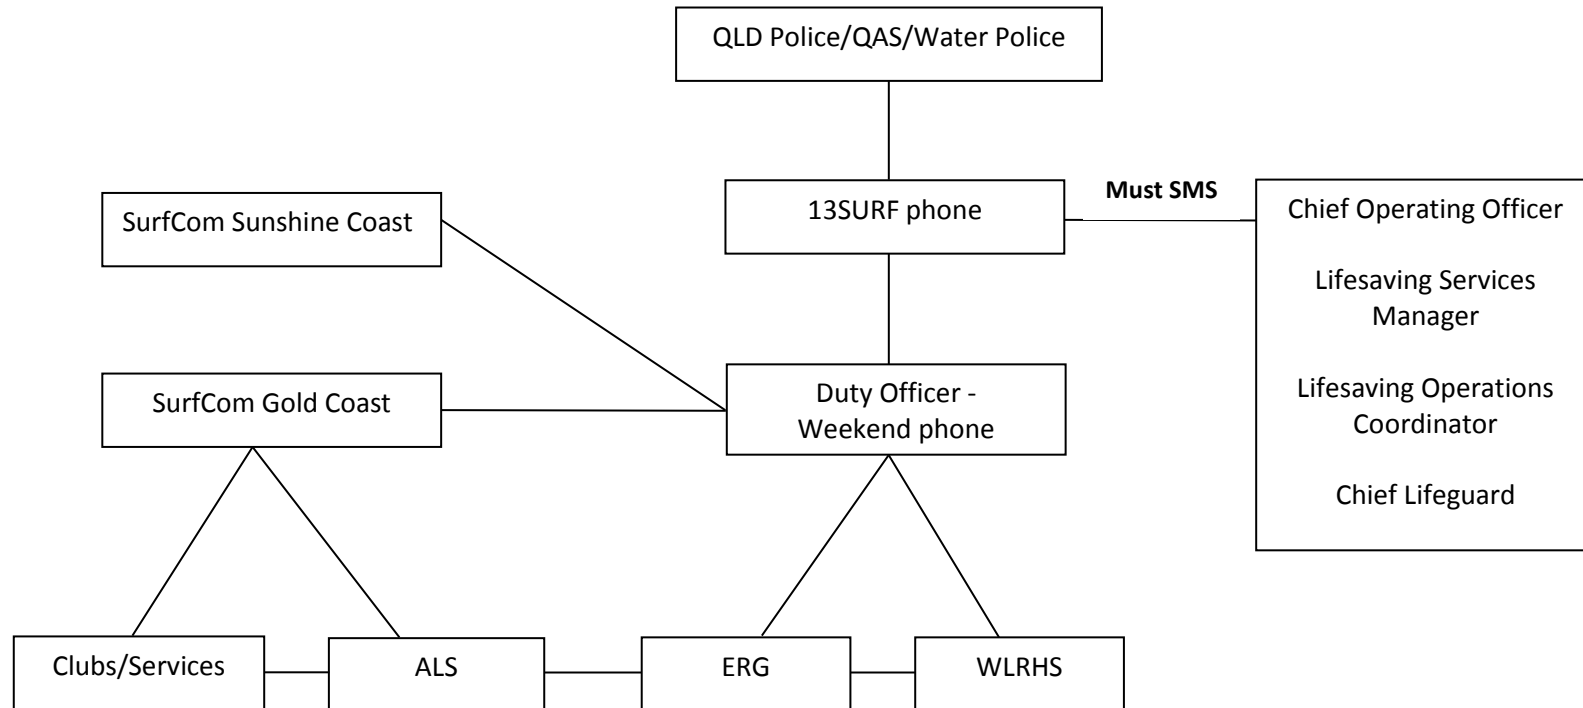 QLD Police/QAS/Water Police
13SURF phone
Must SMS
Chief Operating Officer
Lifesaving Services
Manager
Lifesaving Operations
Coordinator
Chief Lifeguard
SurfCom Sunshine Coast
SurfCom Gold Coast
Duty Officer -
Weekend phone
Clubs/Services
ALS
ERG
WLRHS